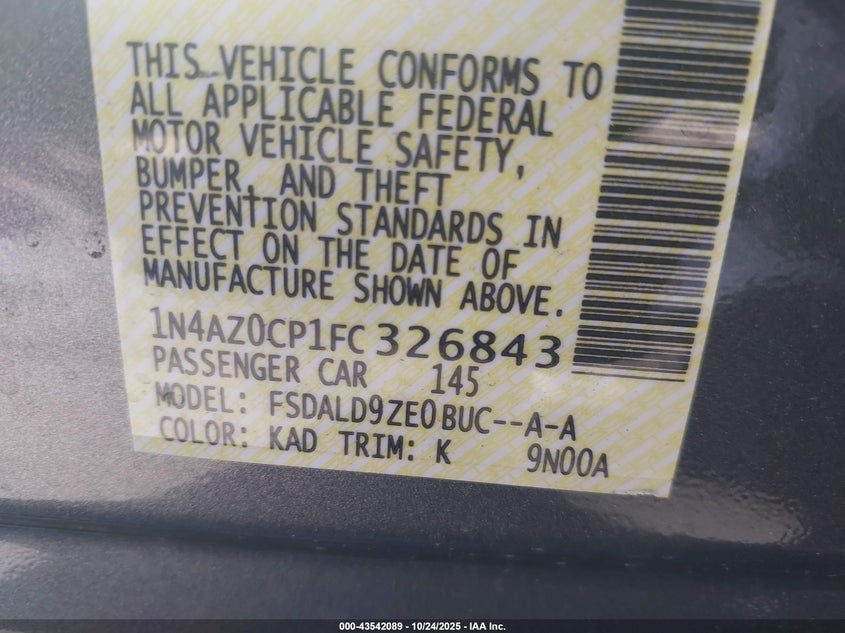 THIS VEHICLE CONFORMS TO
ALL APPLICABLE FEDERAL
MOTOR VEHICLE SAFETY,
BUMPER, AND THEFT
PREVENTION STANDARDS IN
EFFECT ON THE DATE OF
MANUFACTURE SHOWN ABOVE.
1N4AZ0CP1FC326843
PASSENGER CAR 145
MODEL: FSDALD9ZE0BUC--A-A
COLOR: KAD TRIM: K 9N00A
000-43542089 - 10/24/2025 - IAA Inc.